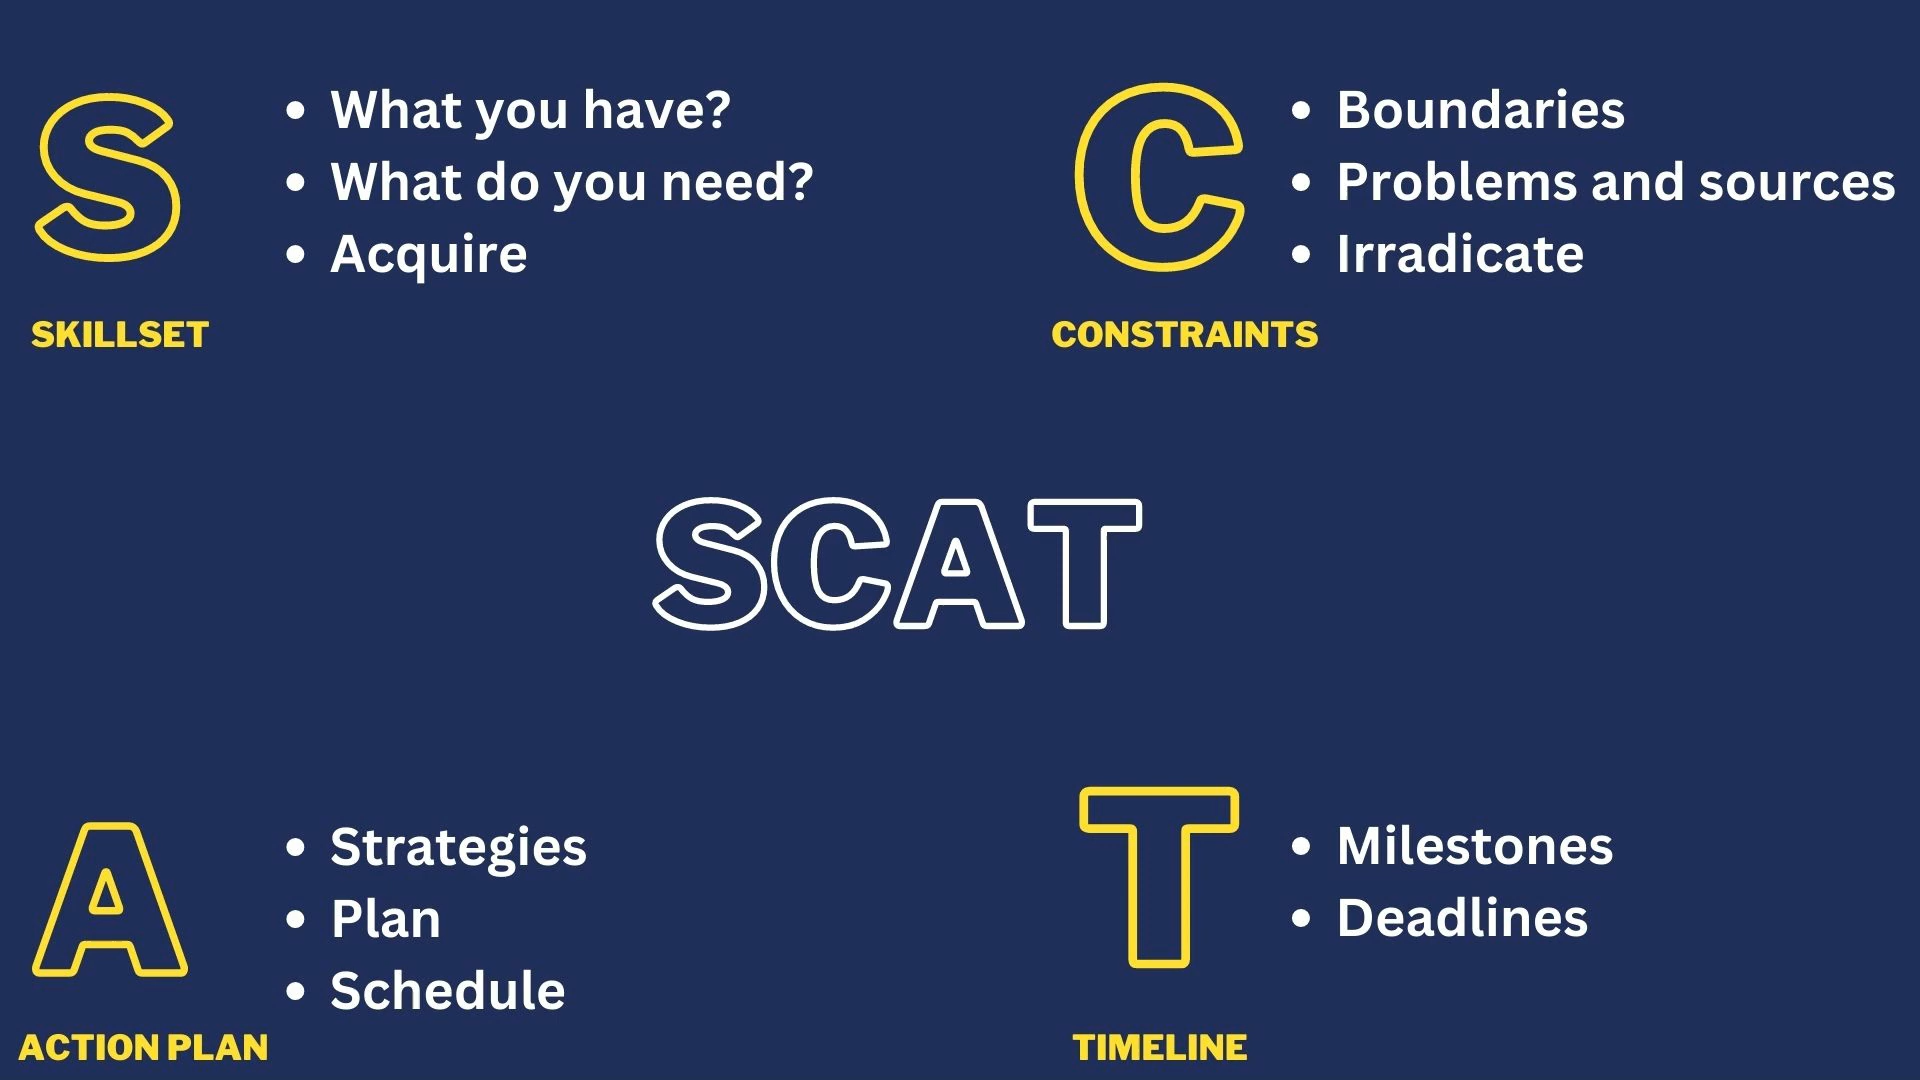 S
• What you have?
• What do you need?
• Acquire
SKILLSET
C
• Boundaries
• Problems and sources
• Irradicate
CONSTRAINTS
SCAT
A
• Strategies
• Plan
• Schedule
ACTION PLAN
T
• Milestones
• Deadlines
TIMELINE